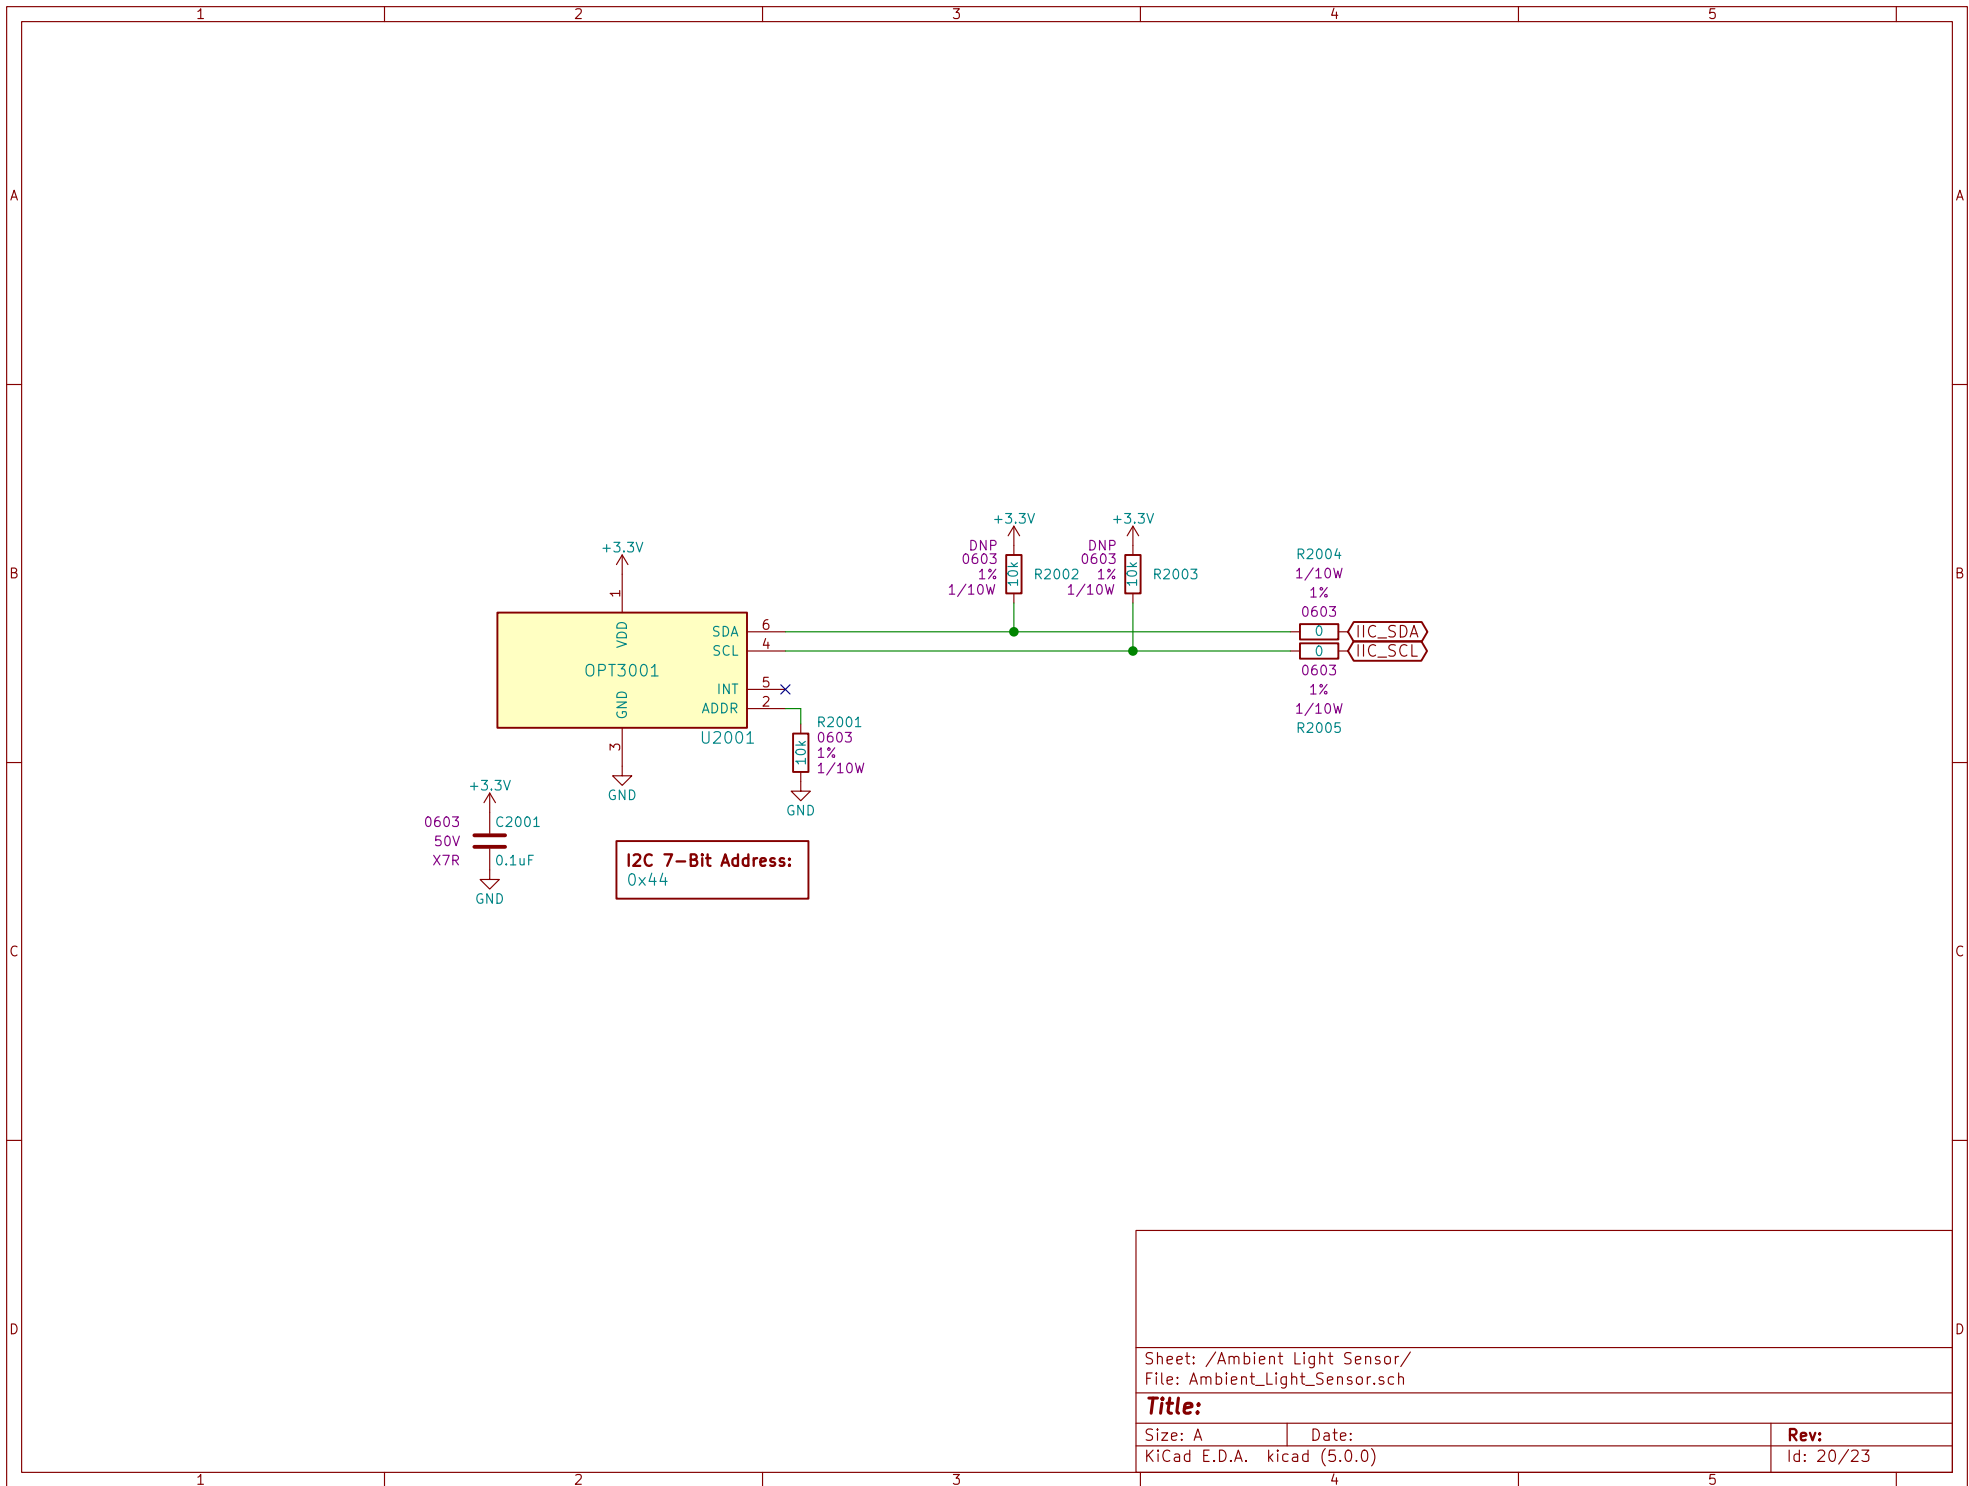 1 2 3 4 5
A A
+3.3V +3.3V
DNP DNP
0603 0603
1% 1%
1/10W 1/10W
10k R2002 10k R2003
+3.3V
R2004
1/10W
1%
0603
B B
1
VDD
SDA 6
SCL 4
OPT3001
INT 5
ADDR 2
GND
3
U2001
GND
0 IIC_SDA
0 IIC_SCL
0603
1%
1/10W
R2005
R2001
0603
1%
1/10W
10k
GND
+3.3V
0603 C2001
50V
X7R 0.1uF
GND
I2C 7-Bit Address:
0x44
C C
D D
Sheet: /Ambient Light Sensor/
File: Ambient_Light_Sensor.sch
Title:
Size: A Date: Rev:
KiCad E.D.A. kicad (5.0.0) Id: 20/23
1 2 3 4 5